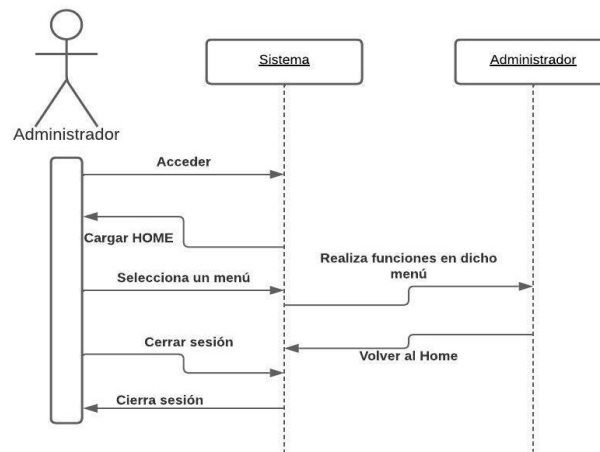 Sistema
Administrador
Administrador
Acceder
Cargar HOME
Realiza funciones en dicho
menú
Selecciona un menú
Cerrar sesión
Volver al Home
Cierra sesión